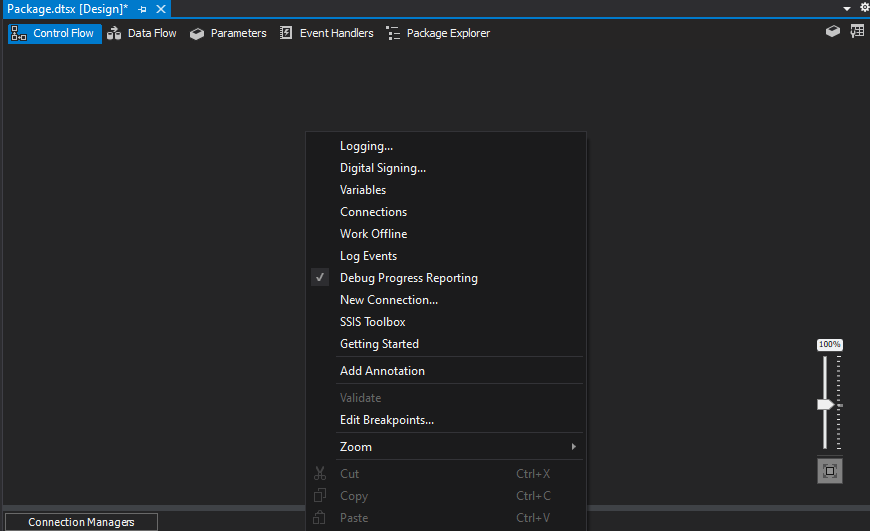 Package.dtsx [Design]*
Control Flow Data Flow Parameters Event Handlers Package Explorer
Logging...
Digital Signing...
Variables
Connections
Work Offline
Log Events
Debug Progress Reporting
New Connection...
SSIS Toolbox
Getting Started
100%
Add Annotation
Validate
Edit Breakpoints...
Zoom
Cut Ctrl+X
Copy Ctrl+C
Paste Ctrl+V
Connection Managers